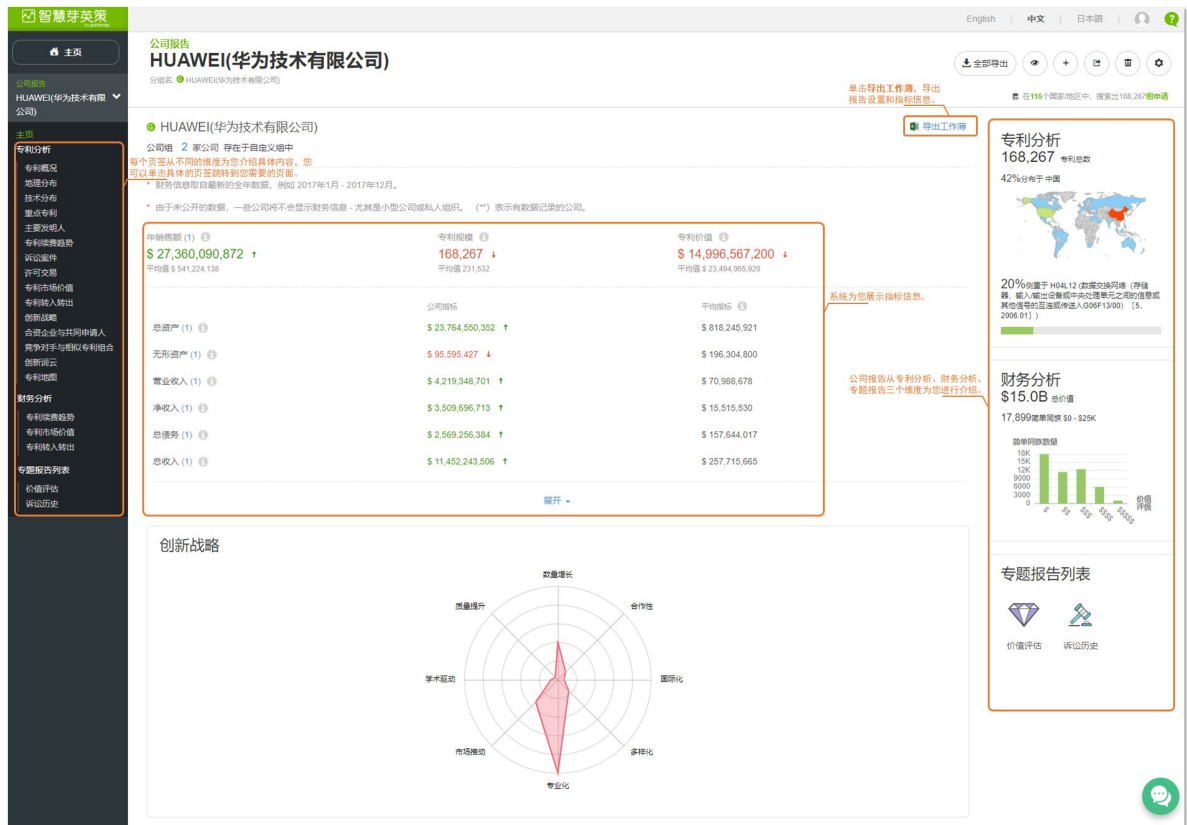 智慧芽英策
English | 中文 | 日本語
主页
公司报告
HUAWEI(华为技术有限公司)
主页
专利分析
专利概况
地理分布
技术分布
重点专利
主要发明人
专利续费趋势
诉讼案件
许可交易
专利市场价值
专利转入转出
创新战略
合资企业与共同申请人
竞争对手与相似专利组合
创新词云
专利地图
财务分析
专利续费趋势
专利市场价值
专利转入转出
专题报告列表
价值评估
诉讼历史
公司报告
HUAWEI(华为技术有限公司)
分组名: HUAWEI(华为技术有限公司)
全部导出
在116个国家/地区中，搜索出168,267组申请
单击导出工作薄，导出
报告设置和指标信息。
HUAWEI(华为技术有限公司)
导出工作薄
公司组 2 家公司 存在于自定义组中
每个页签从不同的维度为您介绍具体内容，您
可以单击具体的页签跳转到您需要的页面。
* 财务信息取自最新的全年数据，例如 2017年1月 - 2017年12月。
* 由于未公开的数据，一些公司将不会显示财务信息 - 尤其是小型公司或私人组织。 (**) 表示有数据记录的公司。
年销售额 (1) 专利规模 专利价值
$ 27,360,090,872 ↑ 168,267 ↓ $ 14,996,567,200 ↓
平均值 $ 541,224,138 平均值 231,532 平均值 $ 23,494,065,920
系统为您展示指标信息。
公司指标 平均指标
总资产 (1) $ 23,764,550,352 ↑ $ 818,245,921
无形资产 (1) $ 95,595,427 ↓ $ 196,304,800
营业收入 (1) $ 4,219,348,701 ↑ $ 70,988,678
净收入 (1) $ 3,509,696,713 ↑ $ 15,515,530
总债务 (1) $ 2,569,256,384 ↑ $ 157,644,017
总收入 (1) $ 11,452,243,506 ↑ $ 257,715,665
展开
公司报告从专利分析、财务分析、
专题报告三个维度为您进行介绍。
创新战略
数量增长
合作性
国际化
多样化
专业化
市场推动
学术驱动
质量提升
专利分析
168,267 专利总数
42%分布于 中国
20%侧重于 H04L12 (数据交换网络（存储
器，输入/输出设备或中央处理单元之间的信息或
其他信号的互连或传送入G06F13/00）〔5,
2006.01〕)
财务分析
$15.0B 总价值
17,899简单同族 $0 - $25K
简单同族数量
18K
15K
12K
9000
6000
3000
0
$ $$ $$$ $$$$ $$$$$
价值
评级
专题报告列表
价值评估 诉讼历史